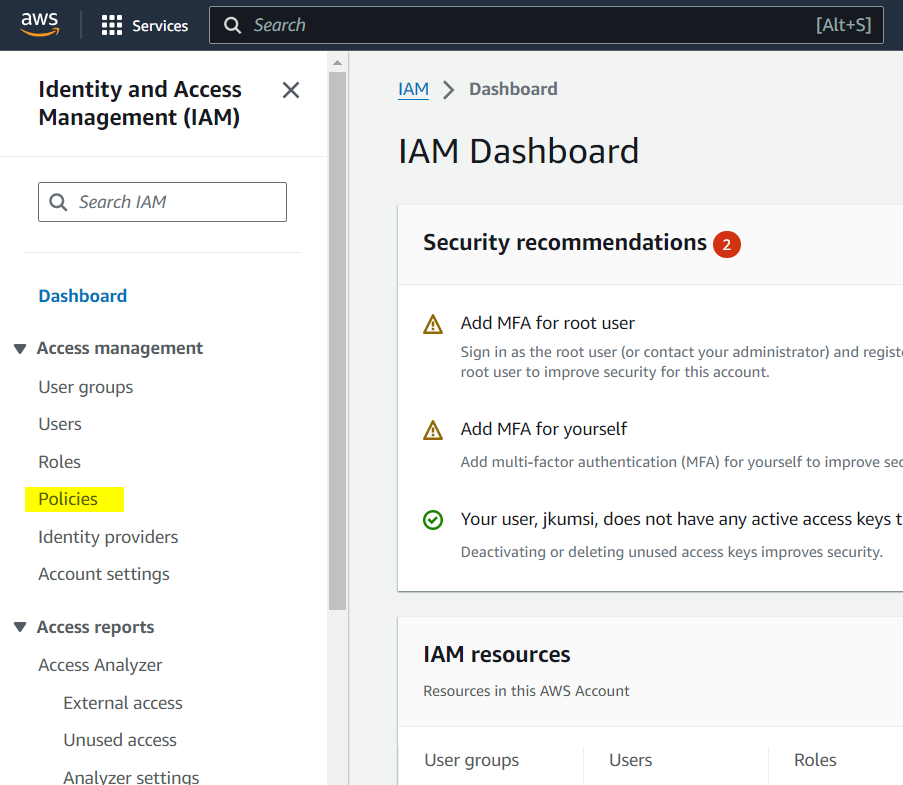 aws
Services
Search
[Alt+S]
Identity and Access
Management (IAM)
Search IAM
Dashboard
Access management
User groups
Users
Roles
Policies
Identity providers
Account settings
Access reports
Access Analyzer
External access
Unused access
Analyzer settings
IAM > Dashboard
IAM Dashboard
Security recommendations 2
Add MFA for root user
Sign in as the root user (or contact your administrator) and registe
root user to improve security for this account.
Add MFA for yourself
Add multi-factor authentication (MFA) for yourself to improve sec
Your user, jkumsi, does not have any active access keys t
Deactivating or deleting unused access keys improves security.
IAM resources
Resources in this AWS Account
User groups
Users
Roles